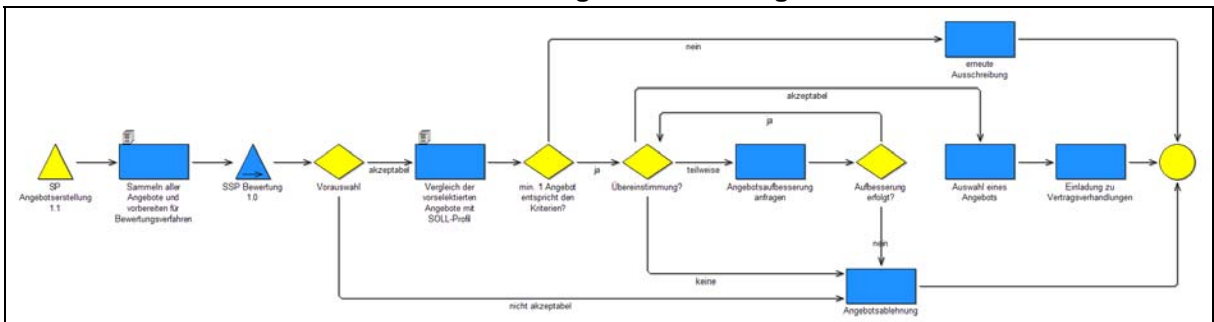 nein
erneute
Ausschreibung
akzeptabel
ja
SP
Angebotserstellung
1.1
Sammeln aller
Angebote und
vorbereiten für
Bewertungsverfahren
SSP Bewertung
1.0
Vorauswahl
akzeptabel
Vergleich der
vorselektierten
Angebote mit
SOLL-Profil
min. 1 Angebot
entspricht den
Kriterien?
ja
Übereinstimmung?
teilweise
Angebotsaufbesserung
anfragen
Aufbesserung
erfolgt?
Auswahl eines
Angebots
Einladung zu
Vertragsverhandlungen
nein
keine
nicht akzeptabel
Angebotsablehnung